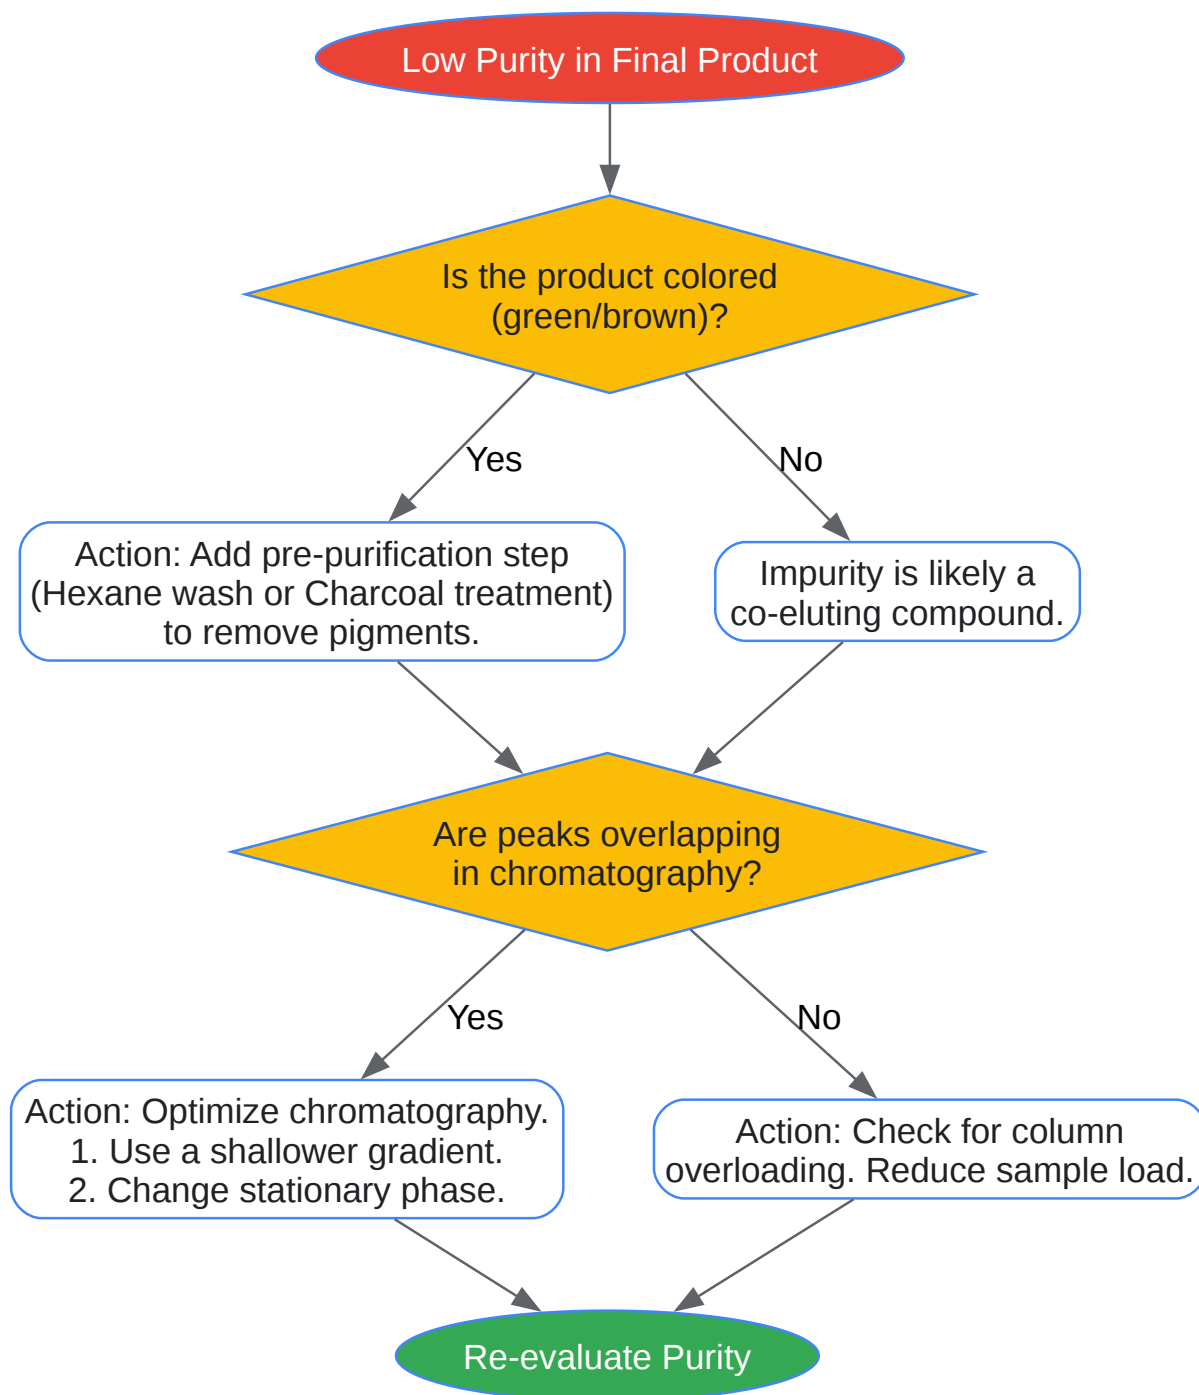 Low Purity in Final Product
Is the product colored
(green/brown)?
Yes
No
Action: Add pre-purification step
(Hexane wash or Charcoal treatment)
to remove pigments.
Impurity is likely a
co-eluting compound.
Are peaks overlapping
in chromatography?
Yes
No
Action: Optimize chromatography.
1. Use a shallower gradient.
2. Change stationary phase.
Action: Check for column
overloading. Reduce sample load.
Re-evaluate Purity